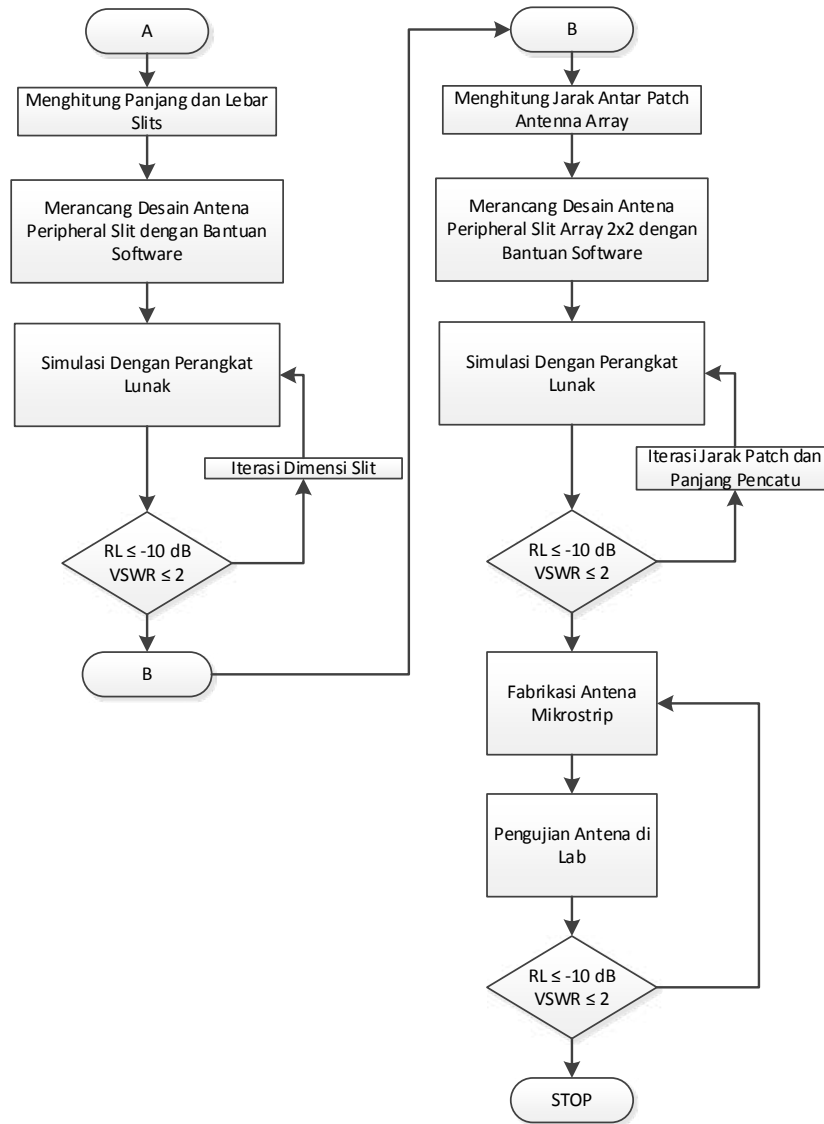 A
Menghitung Panjang dan Lebar
Slits
Merancang Desain Antena
Peripheral Slit dengan Bantuan
Software
Simulasi Dengan Perangkat
Lunak
Iterasi Dimensi Slit
RL ≤ -10 dB
VSWR ≤ 2
B
B
Menghitung Jarak Antar Patch
Antenna Array
Merancang Desain Antena
Peripheral Slit Array 2x2 dengan
Bantuan Software
Simulasi Dengan Perangkat
Lunak
Iterasi Jarak Patch dan
Panjang Pencatu
RL ≤ -10 dB
VSWR ≤ 2
Fabrikasi Antena
Mikrostrip
Pengujian Antena di
Lab
RL ≤ -10 dB
VSWR ≤ 2
STOP